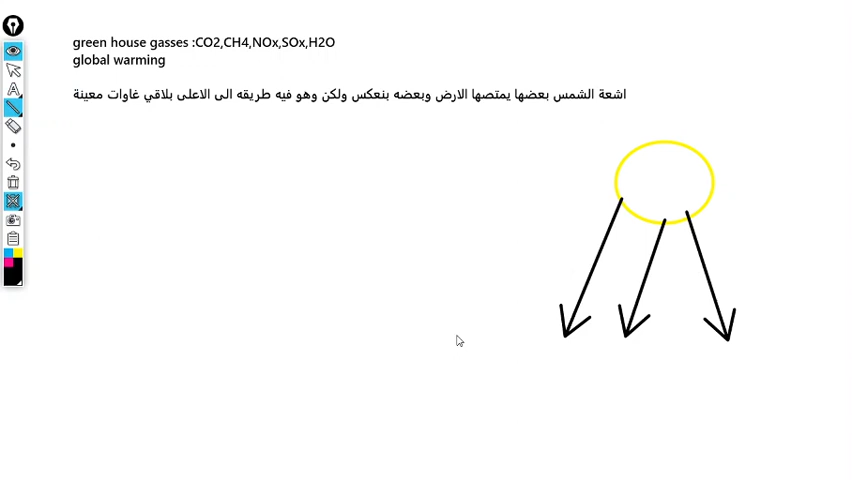 green house gasses :CO2,CH4,NOx,SOx,H2O
global warming
اشعة الشمس بعضها يمتصها الارض وبعضه بنعكس ولكن وهو فيه طريقه الى الاعلى بلاقي غاوات معينة